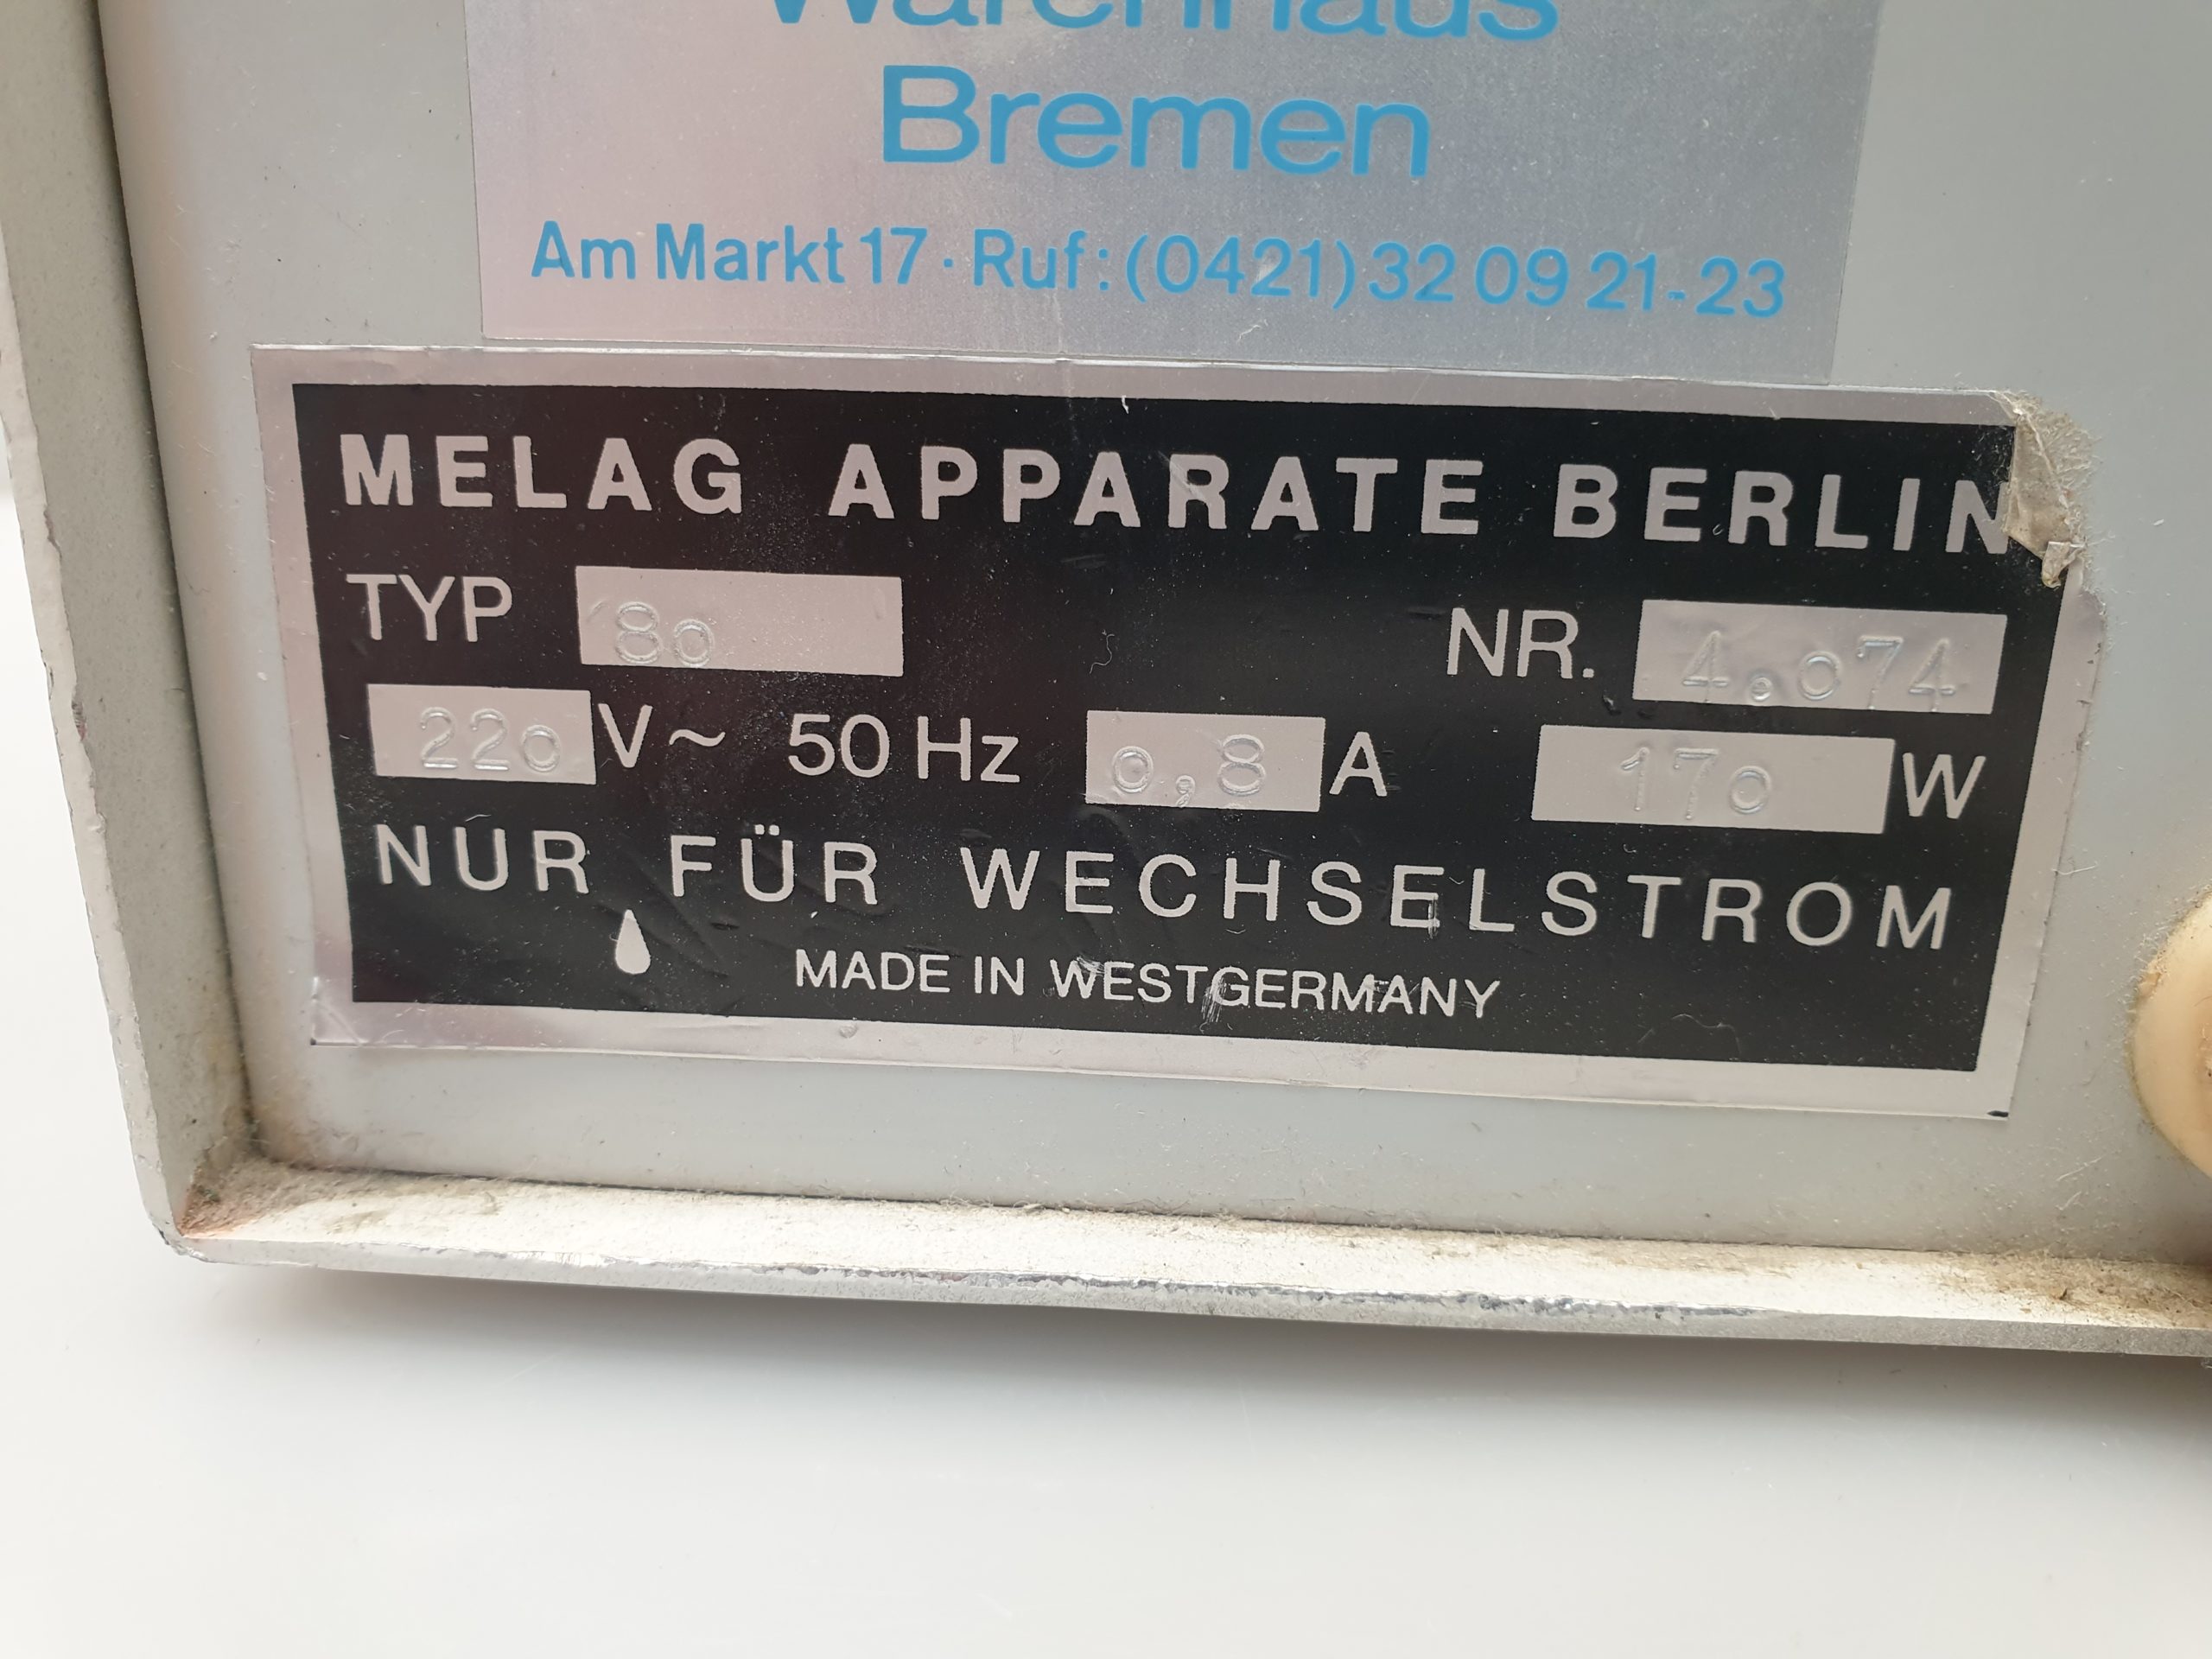 Warenhaus
Bremen
Am Markt 17 · Ruf: (0421) 32 09 21-23
MELAG APPARATE BERLIN
TYP 80 NR. 4.074
220 V~ 50 Hz 0,8 A 170 W
NUR FÜR WECHSELSTROM
MADE IN WESTGERMANY